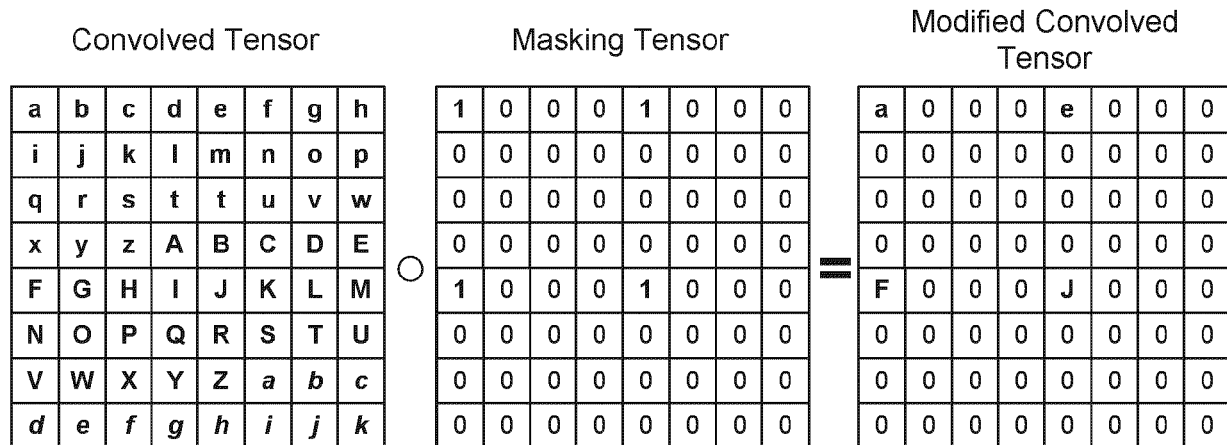 Convolved Tensor
Masking Tensor
Modified Convolved
Tensor
a b c d e f g h
i j k l m n o p
q r s t t u v w
x y z A B C D E
F G H I J K L M
N O P Q R S T U
V W X Y Z a b c
d e f g h i j k
○
1 0 0 0 1 0 0 0
0 0 0 0 0 0 0 0
0 0 0 0 0 0 0 0
0 0 0 0 0 0 0 0
1 0 0 0 1 0 0 0
0 0 0 0 0 0 0 0
0 0 0 0 0 0 0 0
0 0 0 0 0 0 0 0
=
a 0 0 0 e 0 0 0
0 0 0 0 0 0 0 0
0 0 0 0 0 0 0 0
0 0 0 0 0 0 0 0
F 0 0 0 J 0 0 0
0 0 0 0 0 0 0 0
0 0 0 0 0 0 0 0
0 0 0 0 0 0 0 0